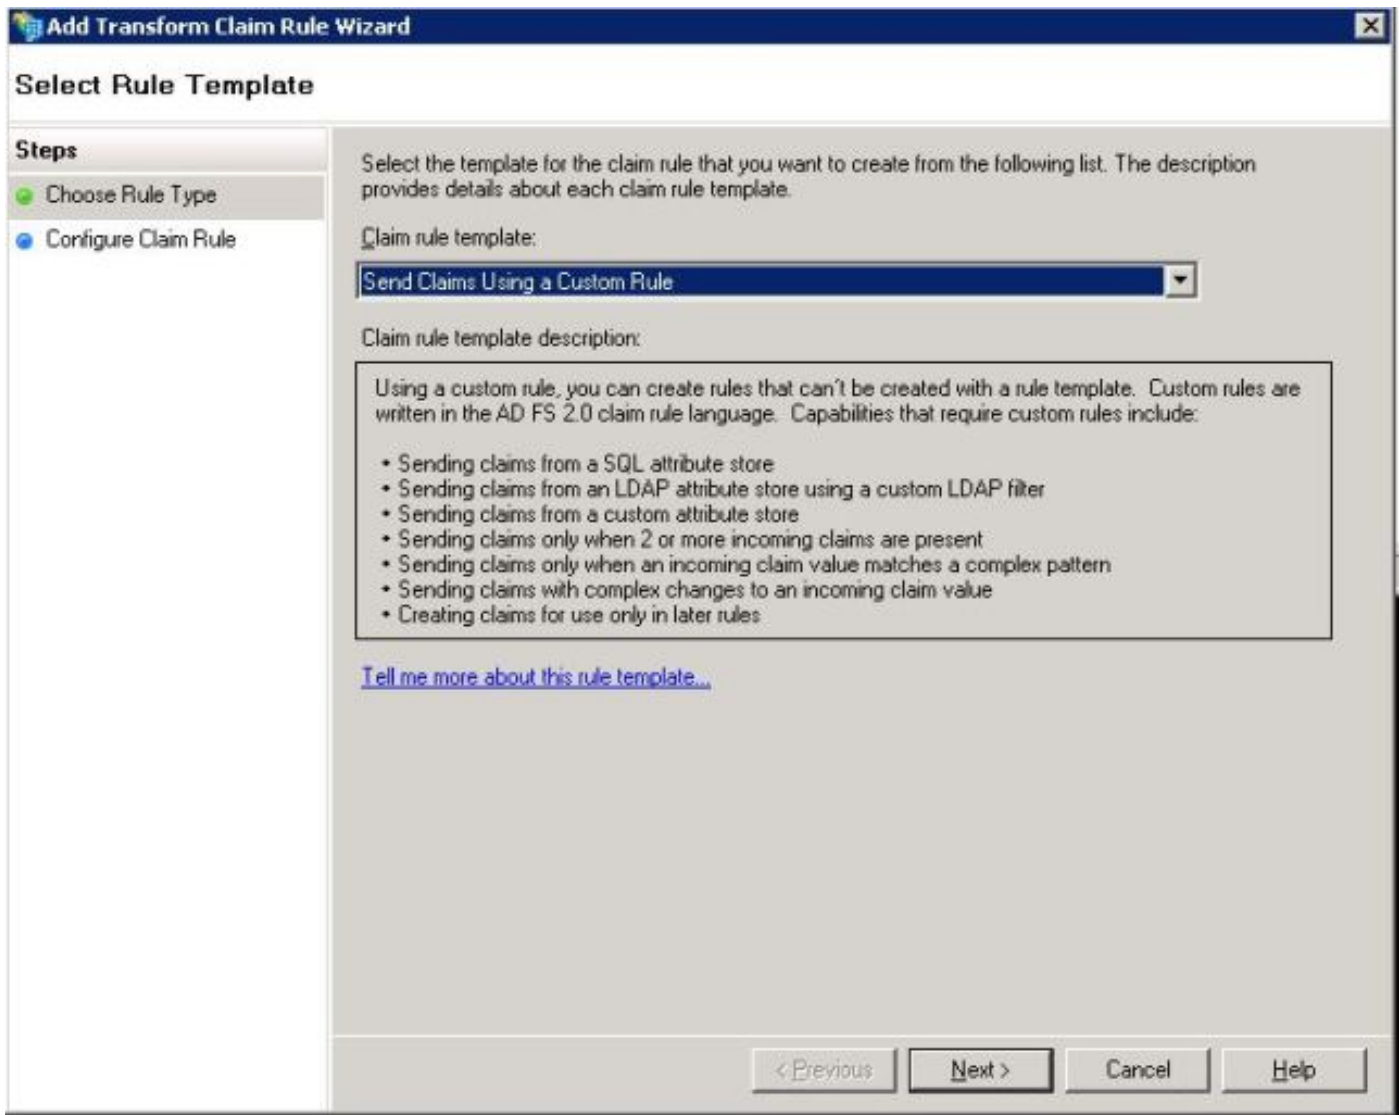 Add Transform Claim Rule Wizard
Select Rule Template
Steps
Choose Rule Type
Configure Claim Rule
Select the template for the claim rule that you want to create from the following list. The description
provides details about each claim rule template.
Claim rule template:
Send Claims Using a Custom Rule
Claim rule template description:
Using a custom rule, you can create rules that can't be created with a rule template. Custom rules are
written in the AD FS 2.0 claim rule language. Capabilities that require custom rules include:
• Sending claims from a SQL attribute store
• Sending claims from an LDAP attribute store using a custom LDAP filter
• Sending claims from a custom attribute store
• Sending claims only when 2 or more incoming claims are present
• Sending claims only when an incoming claim value matches a complex pattern
• Sending claims with complex changes to an incoming claim value
• Creating claims for use only in later rules
Tell me more about this rule template...
< Previous
Next >
Cancel
Help